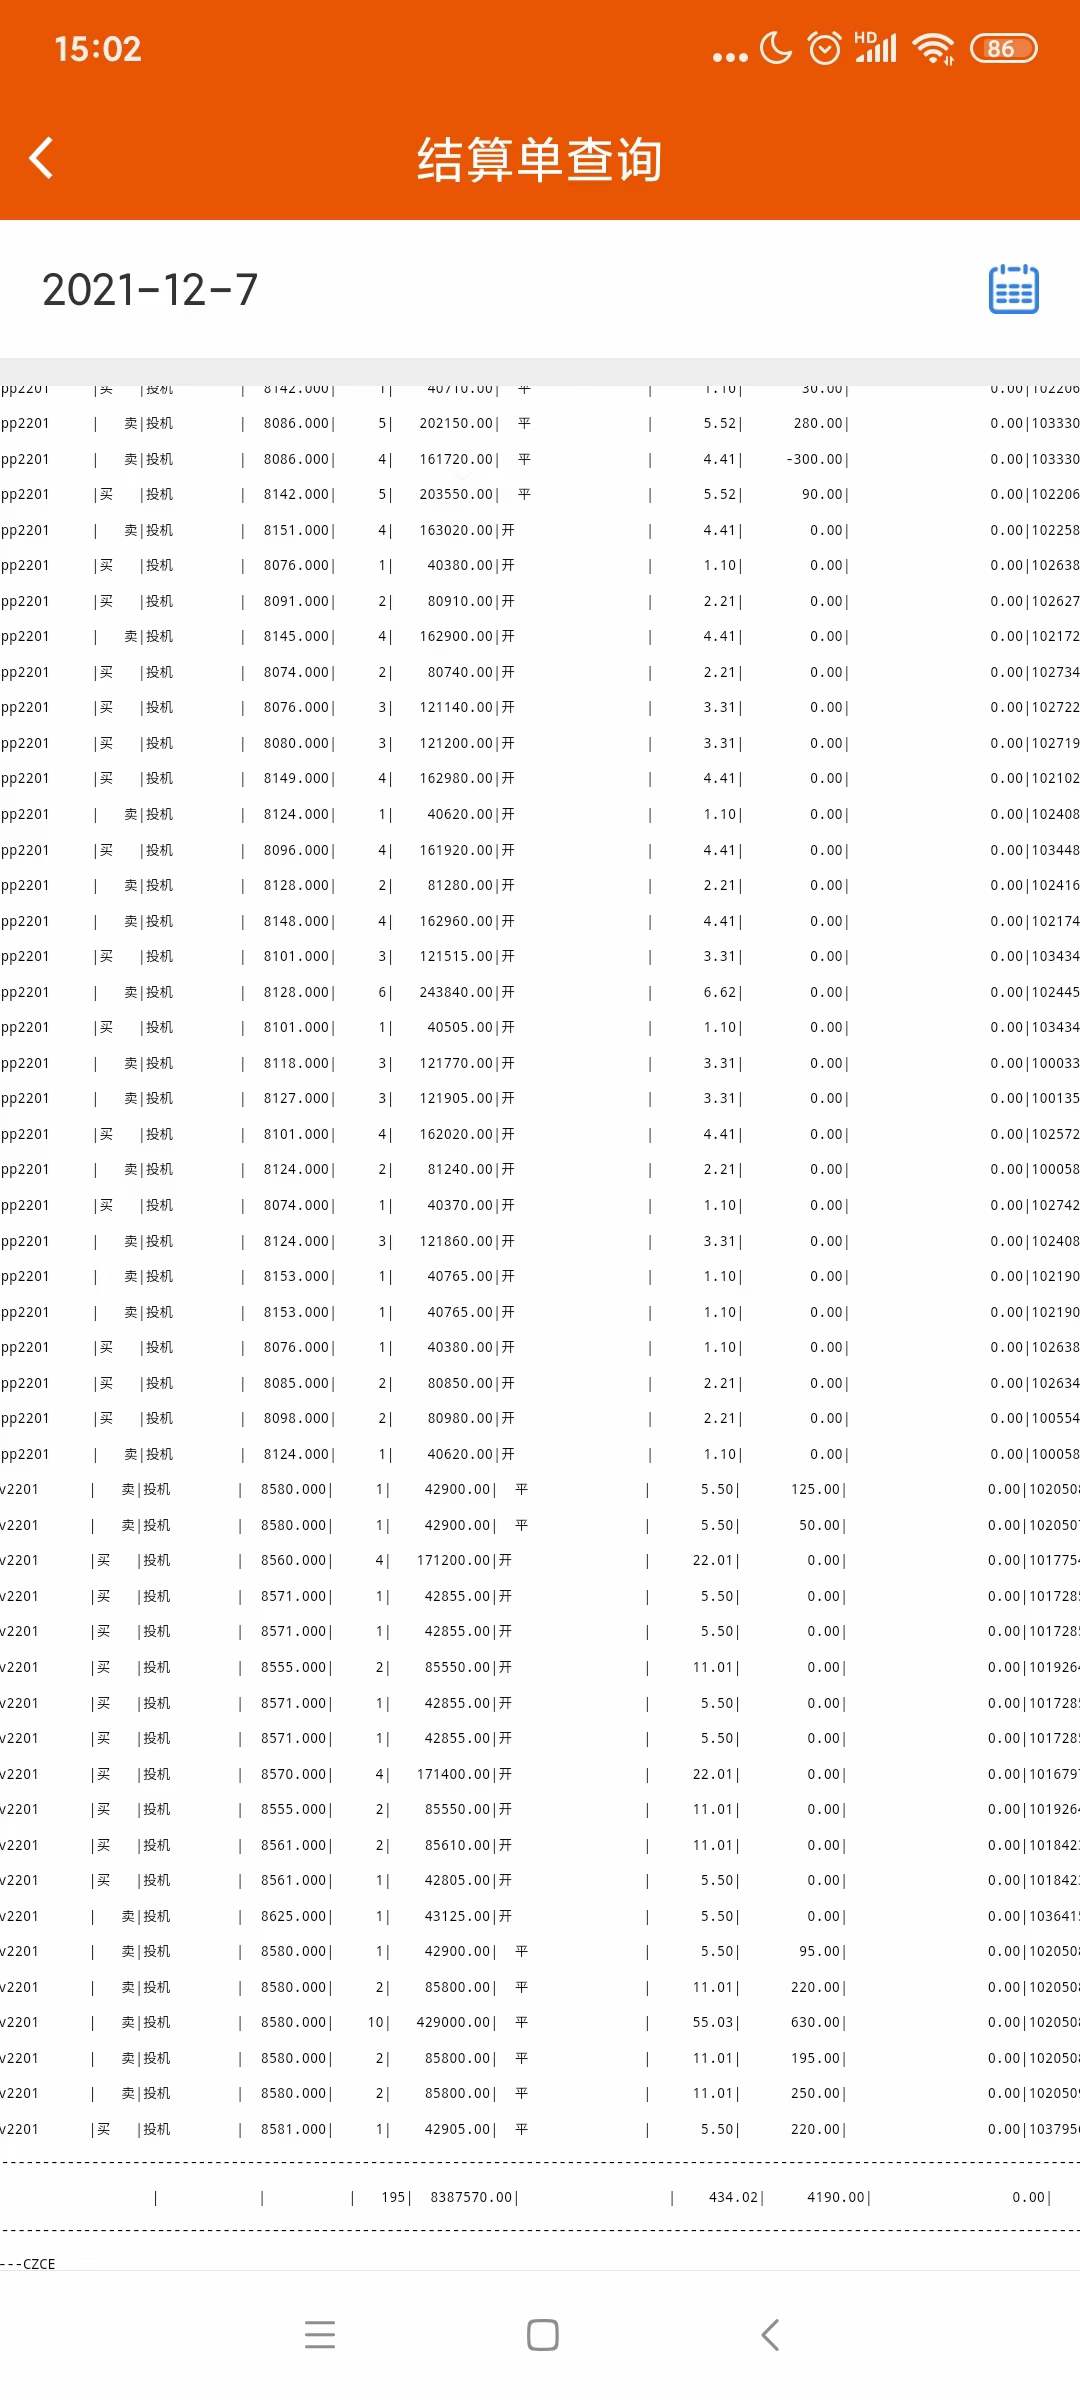 15:02
HD
86
结算单查询
2021-12-7
pp2201 |买 |投机 | 8142.000| 1| 40710.00| 平 | 1.10| 30.00| 0.00|102206
pp2201 | 卖|投机 | 8086.000| 5| 202150.00| 平 | 5.52| 280.00| 0.00|103330
pp2201 | 卖|投机 | 8086.000| 4| 161720.00| 平 | 4.41| -300.00| 0.00|103330
pp2201 |买 |投机 | 8142.000| 5| 203550.00| 平 | 5.52| 90.00| 0.00|102206
pp2201 | 卖|投机 | 8151.000| 4| 163020.00|开 | 4.41| 0.00| 0.00|102258
pp2201 |买 |投机 | 8076.000| 1| 40380.00|开 | 1.10| 0.00| 0.00|102638
pp2201 |买 |投机 | 8091.000| 2| 80910.00|开 | 2.21| 0.00| 0.00|102627
pp2201 | 卖|投机 | 8145.000| 4| 162900.00|开 | 4.41| 0.00| 0.00|102172
pp2201 |买 |投机 | 8074.000| 2| 80740.00|开 | 2.21| 0.00| 0.00|102734
pp2201 |买 |投机 | 8076.000| 3| 121140.00|开 | 3.31| 0.00| 0.00|102722
pp2201 |买 |投机 | 8080.000| 3| 121200.00|开 | 3.31| 0.00| 0.00|102719
pp2201 |买 |投机 | 8149.000| 4| 162980.00|开 | 4.41| 0.00| 0.00|102102
pp2201 | 卖|投机 | 8124.000| 1| 40620.00|开 | 1.10| 0.00| 0.00|102408
pp2201 |买 |投机 | 8096.000| 4| 161920.00|开 | 4.41| 0.00| 0.00|103448
pp2201 | 卖|投机 | 8128.000| 2| 81280.00|开 | 2.21| 0.00| 0.00|102416
pp2201 | 卖|投机 | 8148.000| 4| 162960.00|开 | 4.41| 0.00| 0.00|102174
pp2201 |买 |投机 | 8101.000| 3| 121515.00|开 | 3.31| 0.00| 0.00|103434
pp2201 | 卖|投机 | 8128.000| 6| 243840.00|开 | 6.62| 0.00| 0.00|102445
pp2201 |买 |投机 | 8101.000| 1| 40505.00|开 | 1.10| 0.00| 0.00|103434
pp2201 | 卖|投机 | 8118.000| 3| 121770.00|开 | 3.31| 0.00| 0.00|100033
pp2201 | 卖|投机 | 8127.000| 3| 121905.00|开 | 3.31| 0.00| 0.00|100135
pp2201 |买 |投机 | 8101.000| 4| 162020.00|开 | 4.41| 0.00| 0.00|102572
pp2201 | 卖|投机 | 8124.000| 2| 81240.00|开 | 2.21| 0.00| 0.00|100058
pp2201 |买 |投机 | 8074.000| 1| 40370.00|开 | 1.10| 0.00| 0.00|102742
pp2201 | 卖|投机 | 8124.000| 3| 121860.00|开 | 3.31| 0.00| 0.00|102408
pp2201 | 卖|投机 | 8153.000| 1| 40765.00|开 | 1.10| 0.00| 0.00|102190
pp2201 | 卖|投机 | 8153.000| 1| 40765.00|开 | 1.10| 0.00| 0.00|102190
pp2201 |买 |投机 | 8076.000| 1| 40380.00|开 | 1.10| 0.00| 0.00|102638
pp2201 |买 |投机 | 8085.000| 2| 80850.00|开 | 2.21| 0.00| 0.00|102634
pp2201 |买 |投机 | 8098.000| 2| 80980.00|开 | 2.21| 0.00| 0.00|100554
pp2201 | 卖|投机 | 8124.000| 1| 40620.00|开 | 1.10| 0.00| 0.00|100058
v2201 | 卖|投机 | 8580.000| 1| 42900.00| 平 | 5.50| 125.00| 0.00|1020508
v2201 | 卖|投机 | 8580.000| 1| 42900.00| 平 | 5.50| 50.00| 0.00|1020507
v2201 |买 |投机 | 8560.000| 4| 171200.00|开 | 22.01| 0.00| 0.00|1017754
v2201 |买 |投机 | 8571.000| 1| 42855.00|开 | 5.50| 0.00| 0.00|1017285
v2201 |买 |投机 | 8571.000| 1| 42855.00|开 | 5.50| 0.00| 0.00|1017285
v2201 |买 |投机 | 8555.000| 2| 85550.00|开 | 11.01| 0.00| 0.00|1019264
v2201 |买 |投机 | 8571.000| 1| 42855.00|开 | 5.50| 0.00| 0.00|1017285
v2201 |买 |投机 | 8571.000| 1| 42855.00|开 | 5.50| 0.00| 0.00|1017285
v2201 |买 |投机 | 8570.000| 4| 171400.00|开 | 22.01| 0.00| 0.00|1016797
v2201 |买 |投机 | 8555.000| 2| 85550.00|开 | 11.01| 0.00| 0.00|1019264
v2201 |买 |投机 | 8561.000| 2| 85610.00|开 | 11.01| 0.00| 0.00|1018423
v2201 |买 |投机 | 8561.000| 1| 42805.00|开 | 5.50| 0.00| 0.00|1018423
v2201 | 卖|投机 | 8625.000| 1| 43125.00|开 | 5.50| 0.00| 0.00|1036415
v2201 | 卖|投机 | 8580.000| 1| 42900.00| 平 | 5.50| 95.00| 0.00|1020508
v2201 | 卖|投机 | 8580.000| 2| 85800.00| 平 | 11.01| 220.00| 0.00|1020508
v2201 | 卖|投机 | 8580.000| 10| 429000.00| 平 | 55.03| 630.00| 0.00|1020508
v2201 | 卖|投机 | 8580.000| 2| 85800.00| 平 | 11.01| 195.00| 0.00|1020508
v2201 | 卖|投机 | 8580.000| 2| 85800.00| 平 | 11.01| 250.00| 0.00|1020509
v2201 |买 |投机 | 8581.000| 1| 42905.00| 平 | 5.50| 220.00| 0.00|1037956
| | | 195| 8387570.00| | 434.02| 4190.00| 0.00|
---CZCE